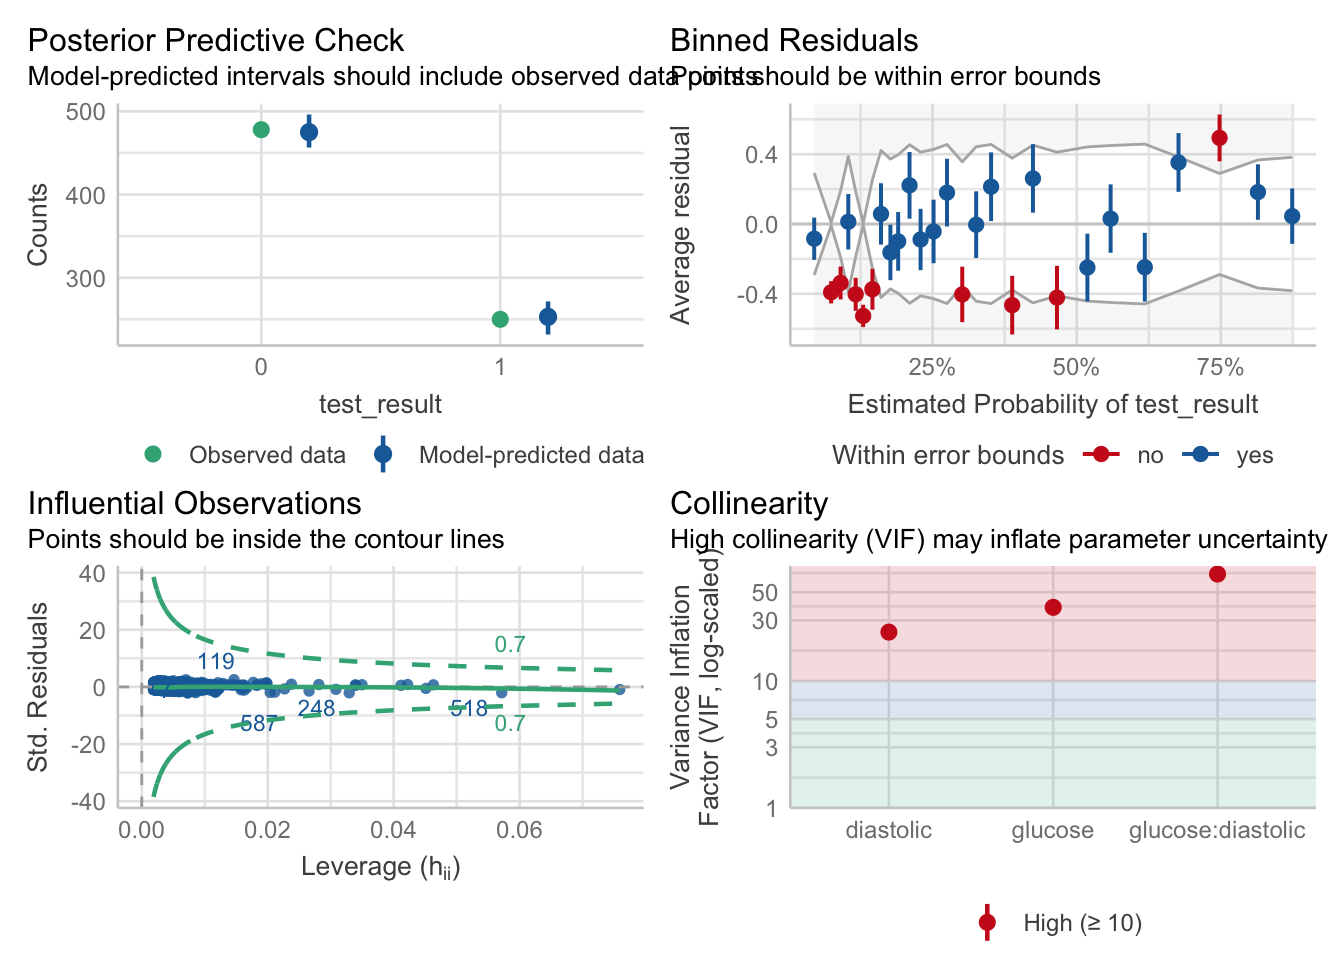 Posterior Predictive Check
Model-predicted intervals should include observed data points
500
400
300
Counts
0
1
test_result
Observed data
Model-predicted data
Binned Residuals
Points should be within error bounds
0.4
0.0
-0.4
Average residual
25%
50%
75%
Estimated Probability of test_result
Within error bounds
no
yes
Influential Observations
Points should be inside the contour lines
40
20
0
-20
-40
Std. Residuals
119
587
248
518
0.7
0.7
0.00
0.02
0.04
0.06
Leverage (hᵢᵢ)
Collinearity
High collinearity (VIF) may inflate parameter uncertainty
Variance Inflation
Factor (VIF, log-scaled)
50
30
10
5
3
1
diastolic
glucose
glucose:diastolic
High (≥ 10)